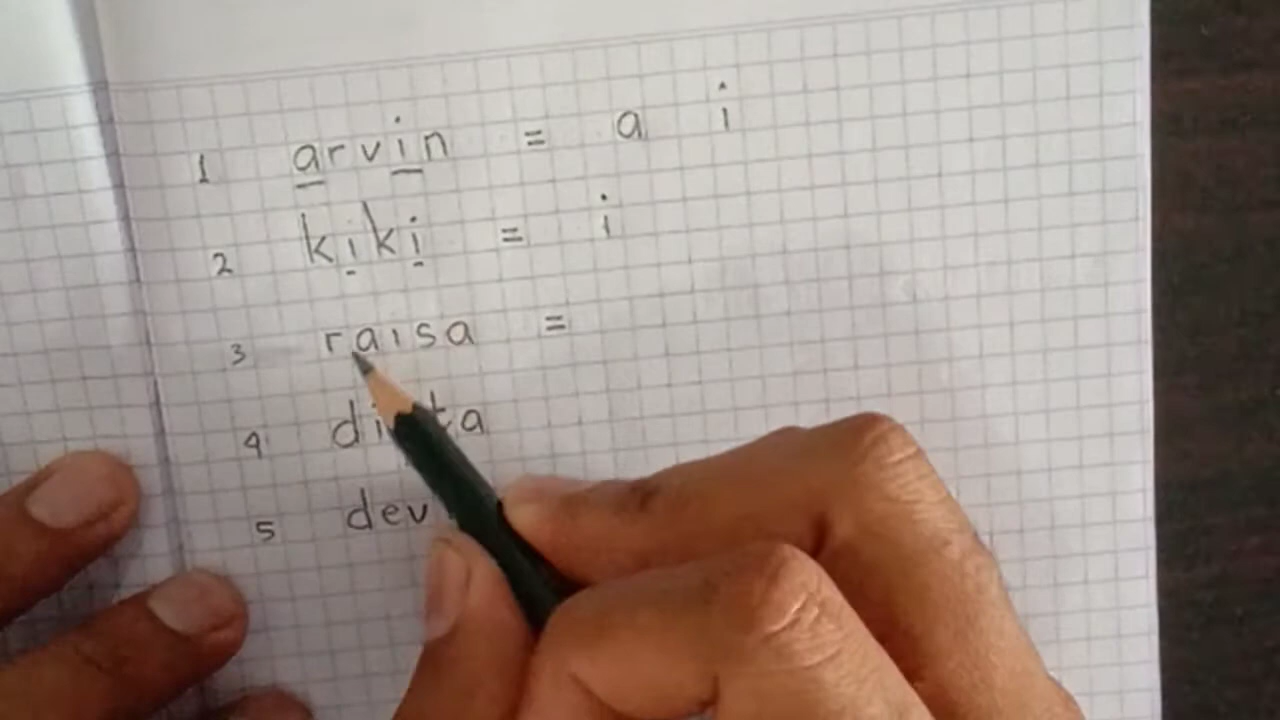 1 arvin = a i
2 kiki = i
3 raisa =
4
5